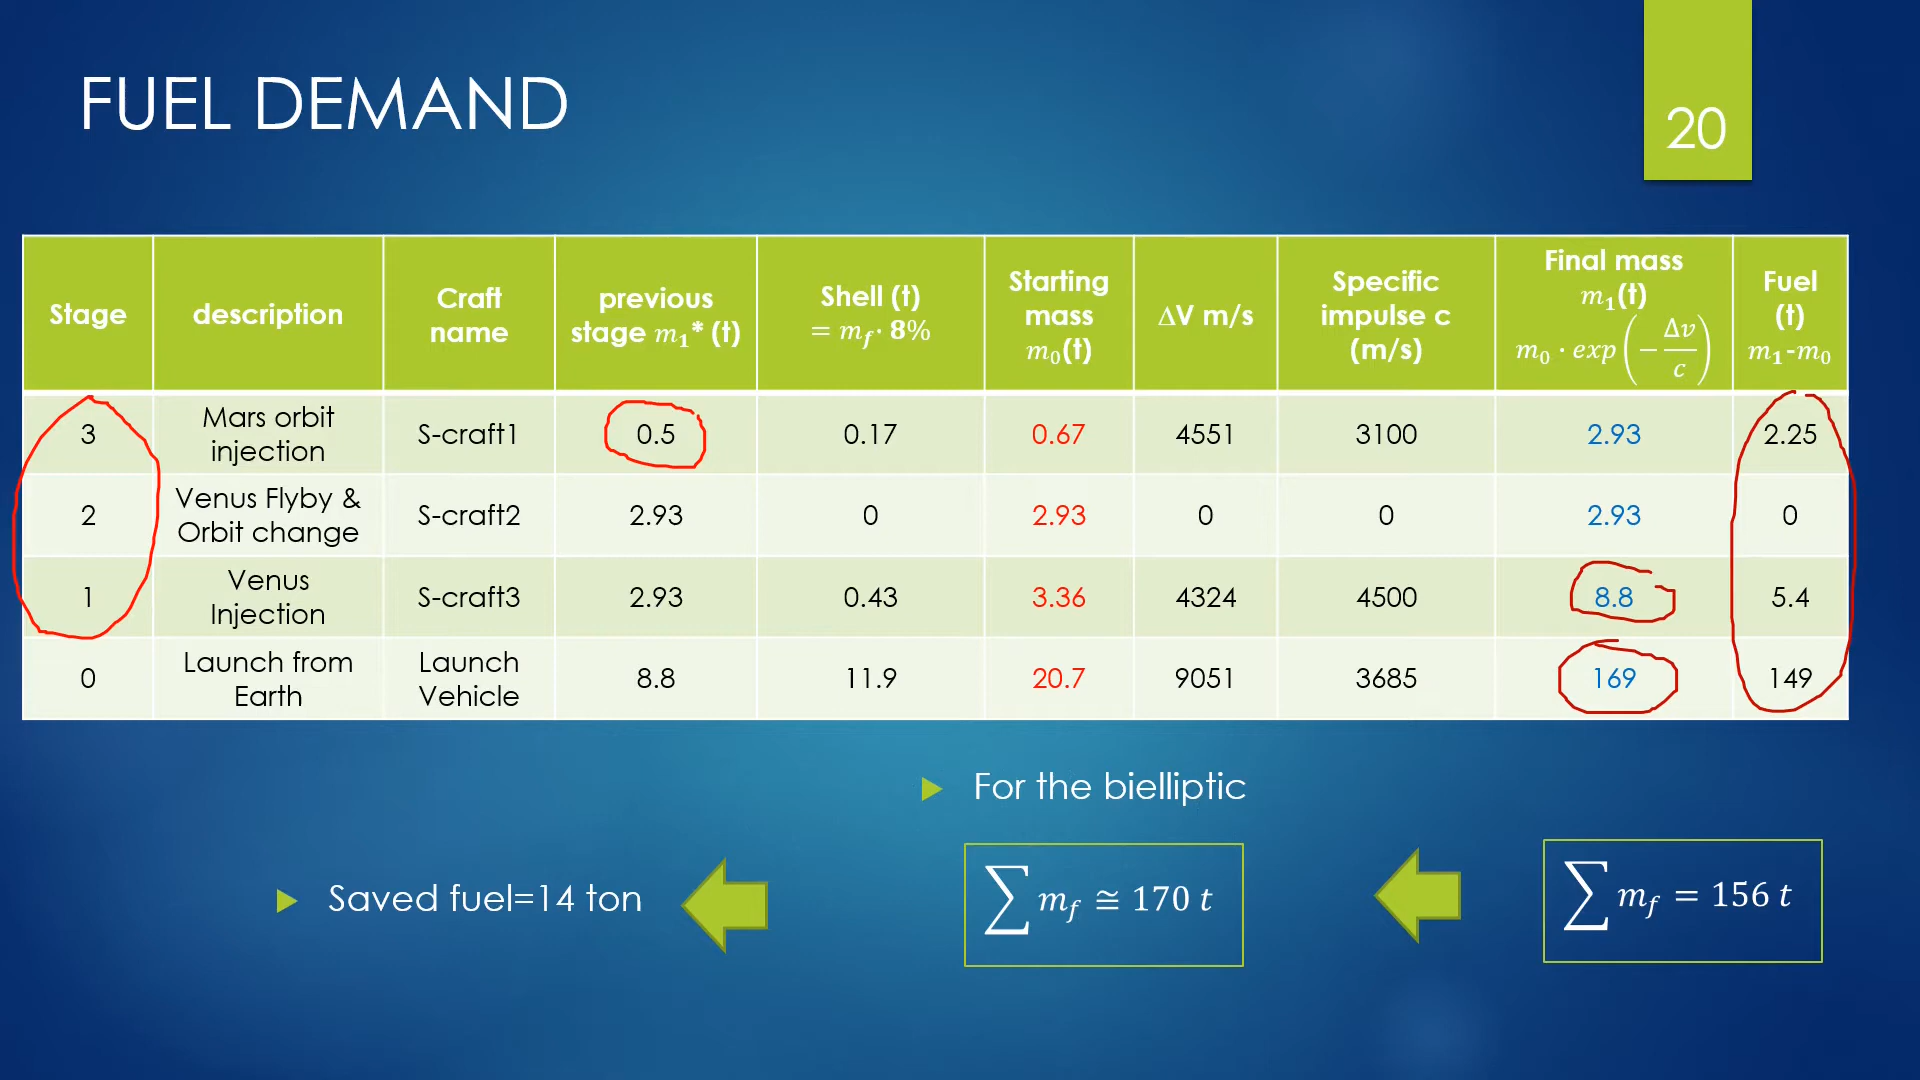 FUEL DEMAND
20
Stage
description
Craft
name
previous
stage m₁* (t)
Shell (t)
= m_f · 8%
Starting
mass
m₀(t)
ΔV m/s
Specific
impulse c
(m/s)
Final mass
m₁(t)
m₀ · exp(−Δv/c)
Fuel
(t)
m₁-m₀
3
Mars orbit
injection
S-craft1
0.5
0.17
0.67
4551
3100
2.93
2.25
2
Venus Flyby &
Orbit change
S-craft2
2.93
0
2.93
0
0
2.93
0
1
Venus
Injection
S-craft3
2.93
0.43
3.36
4324
4500
8.8
5.4
0
Launch from
Earth
Launch
Vehicle
8.8
11.9
20.7
9051
3685
169
149
For the bielliptic
Saved fuel=14 ton
∑ m_f ≅ 170 t
∑ m_f = 156 t